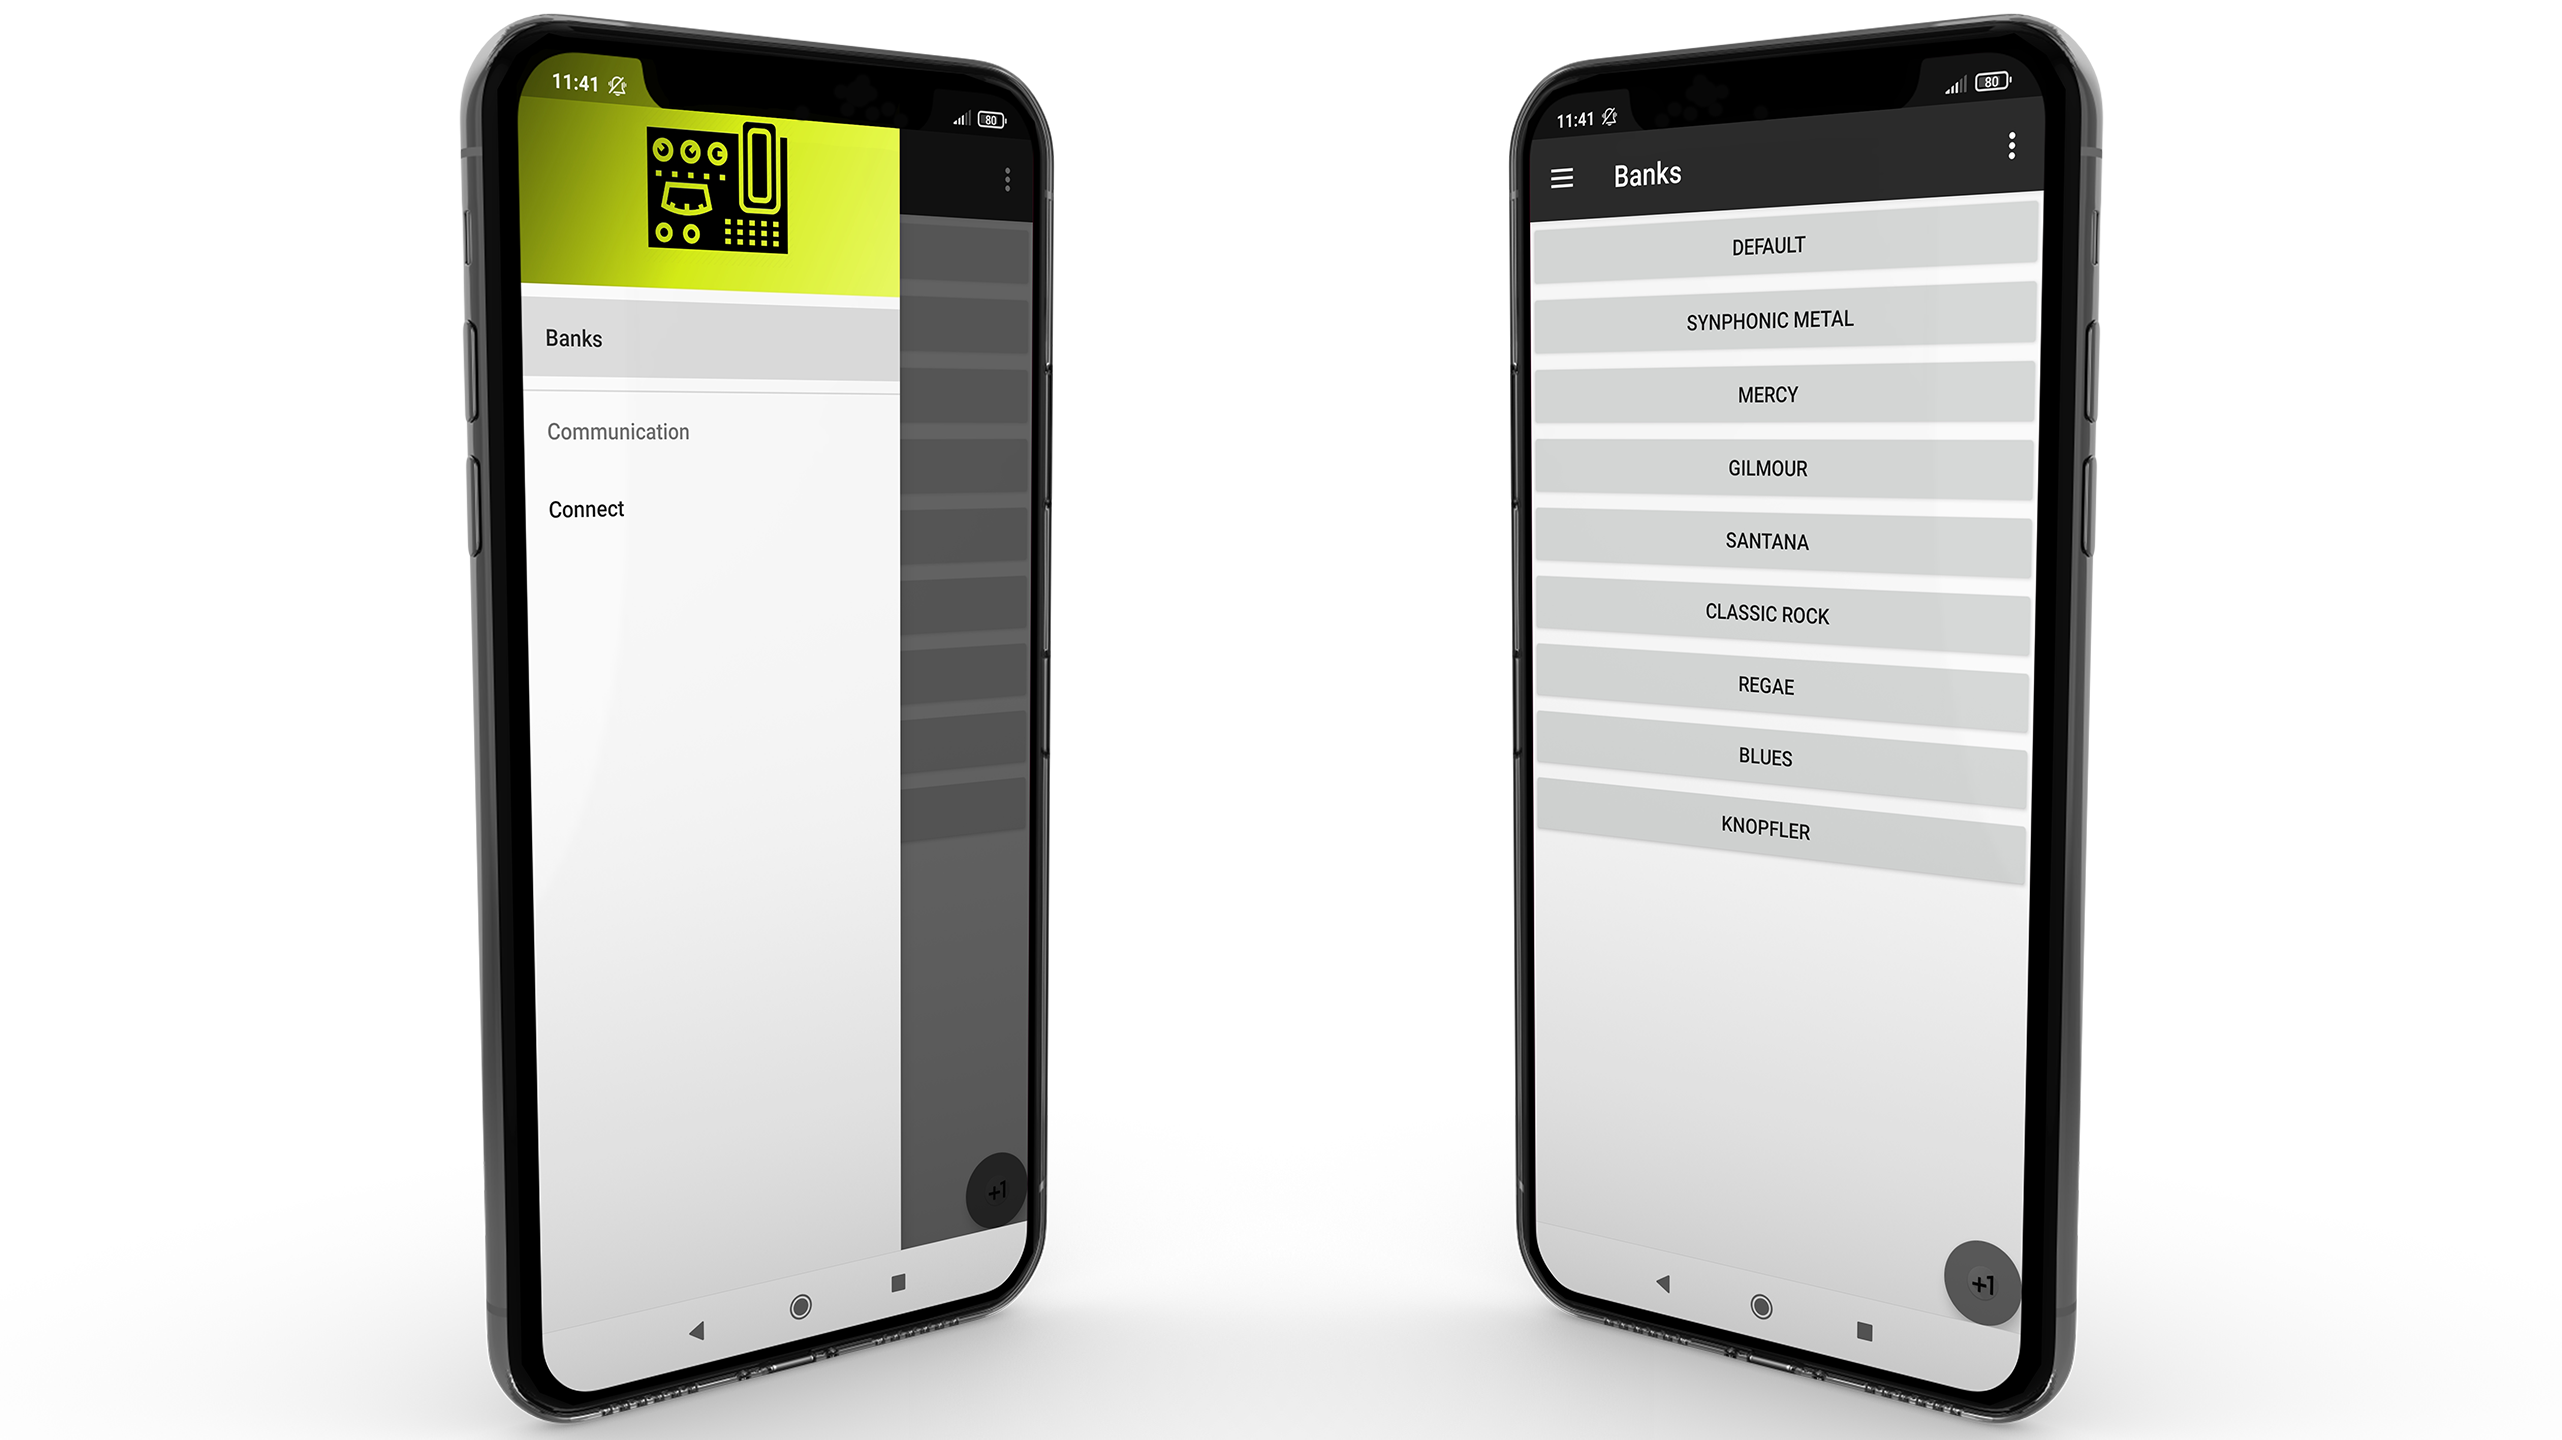 11:41
80
Banks
Communication
Connect
+1
11:41
80
Banks
DEFAULT
SYNPHONIC METAL
MERCY
GILMOUR
SANTANA
CLASSIC ROCK
REGAE
BLUES
KNOPFLER
+1